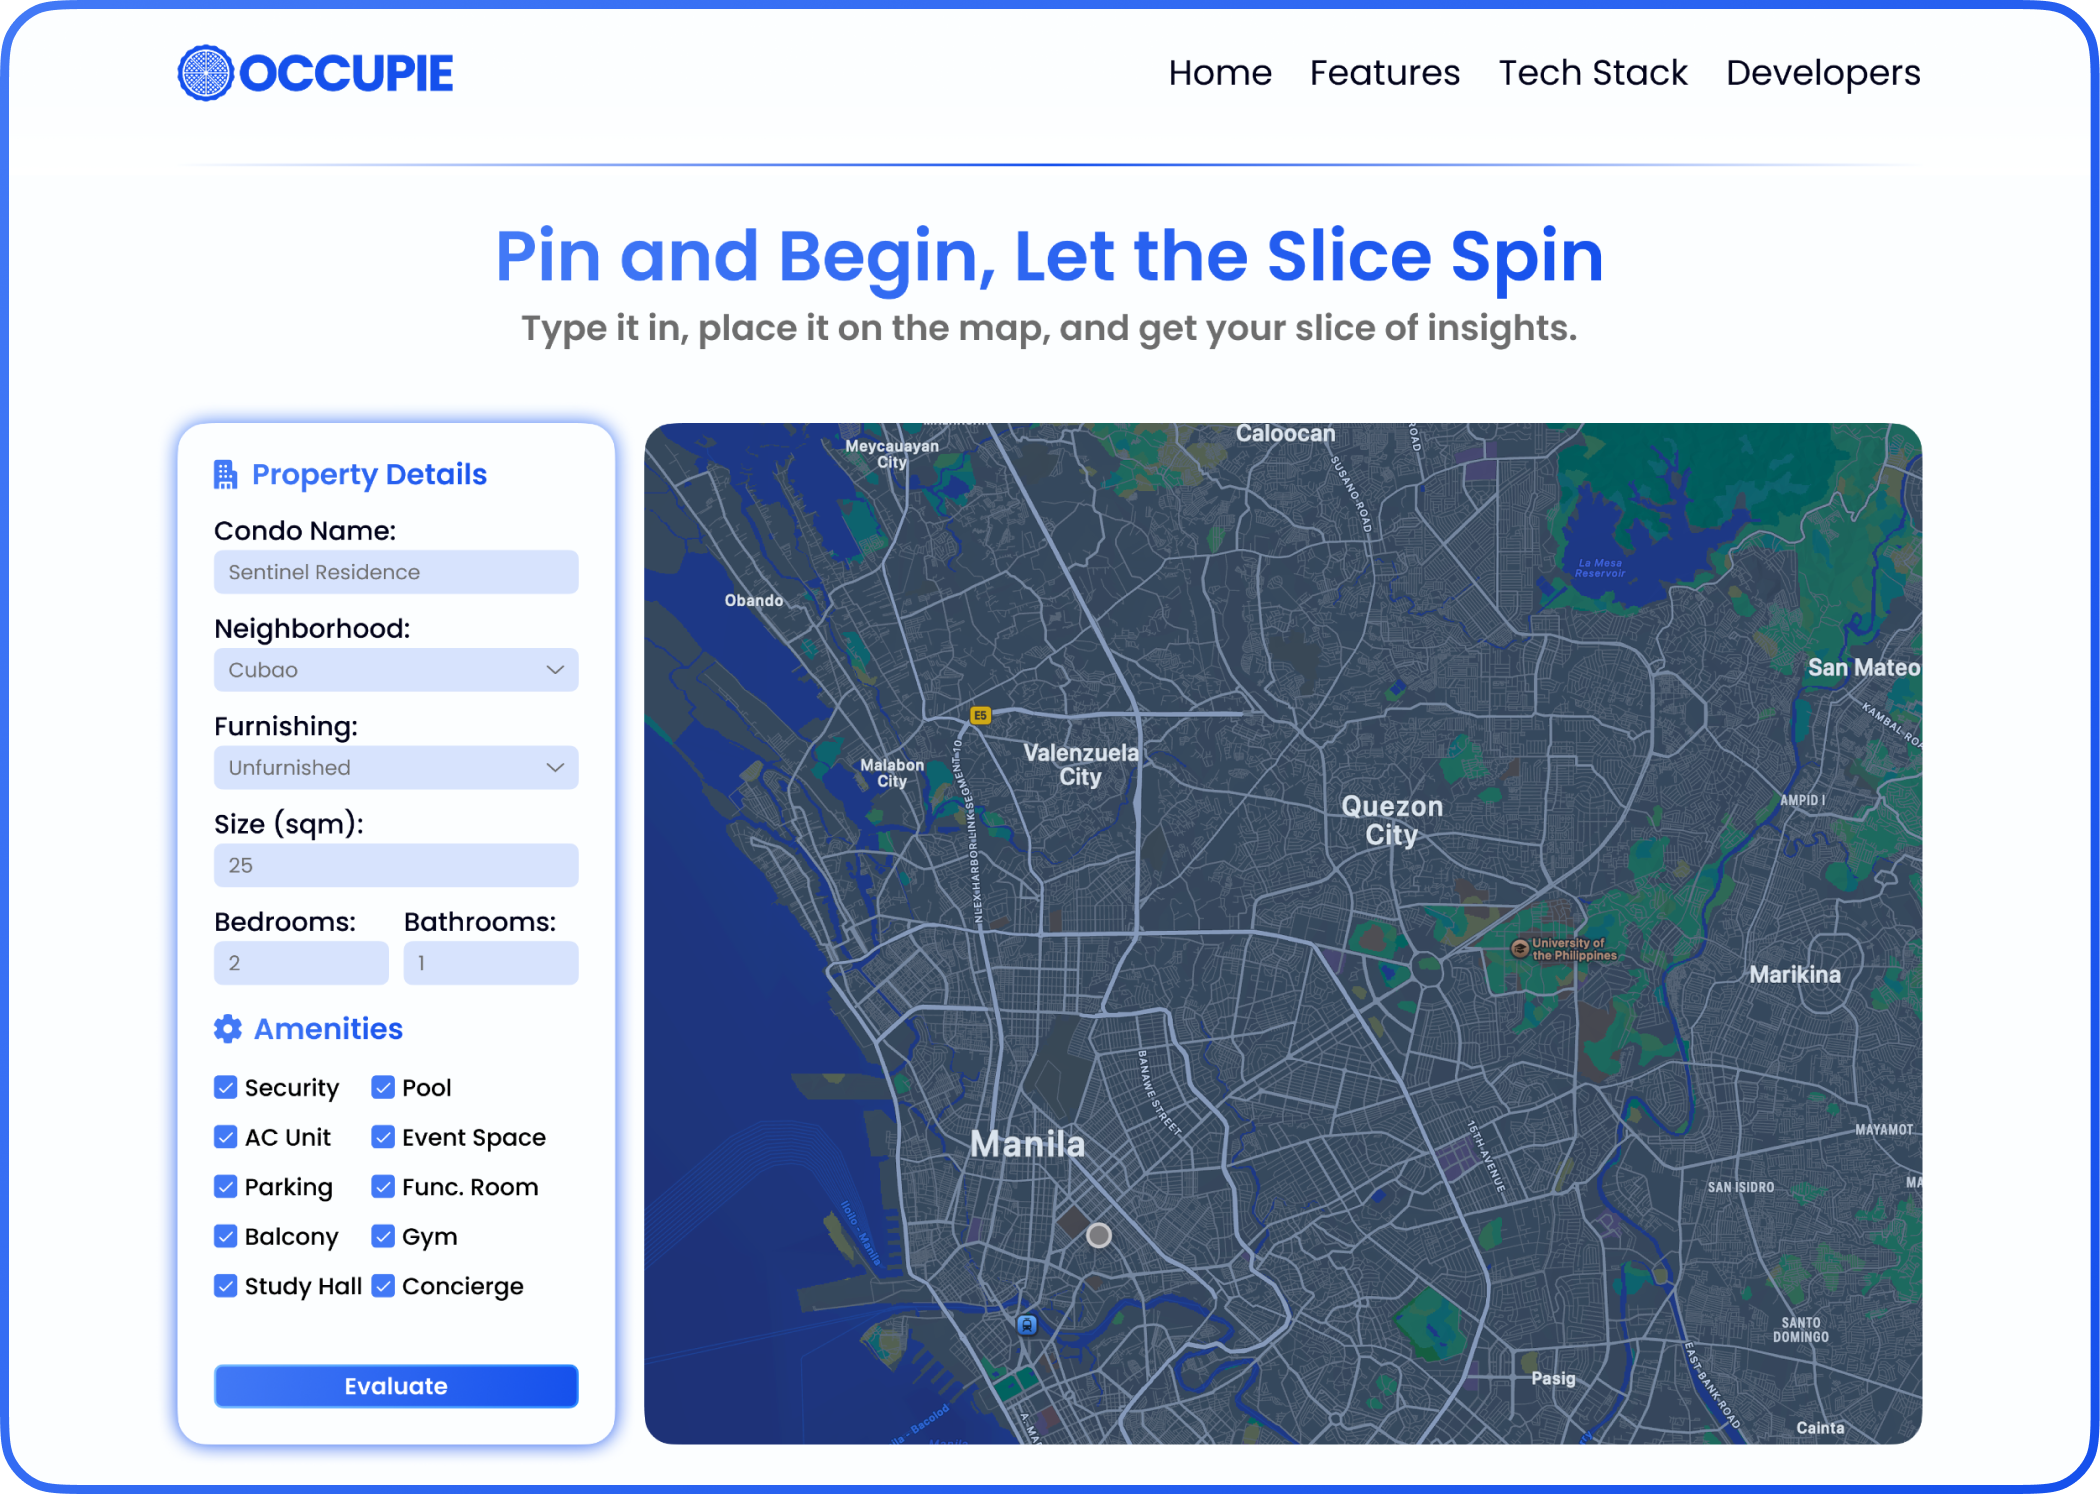 OCCUPIE
Home Features Tech Stack Developers
Pin and Begin, Let the Slice Spin
Type it in, place it on the map, and get your slice of insights.
Property Details
Condo Name:
Sentinel Residence
Neighborhood:
Cubao
Furnishing:
Unfurnished
Size (sqm):
25
Bedrooms: Bathrooms:
2 1
Amenities
Security Pool
AC Unit Event Space
Parking Func. Room
Balcony Gym
Study Hall Concierge
Evaluate
Caloocan
Meycauayan
City
SUSANO ROAD
ROAD
La Mesa
Reservoir
Obando
San Mateo
KAMBAL
E5
Valenzuela
City
Malabon
City
NLEX HARBOR LINK SEGMENT 10
AMPID I
Quezon
City
University of
the Philippines
Marikina
BANAWE STREET
15TH AVENUE
MAYAMOT
Manila
SAN ISIDRO
MA
Iloilo - Manila
SANTO
DOMINGO
EAST BANK ROAD
Pasig
Cainta
- Bacolod